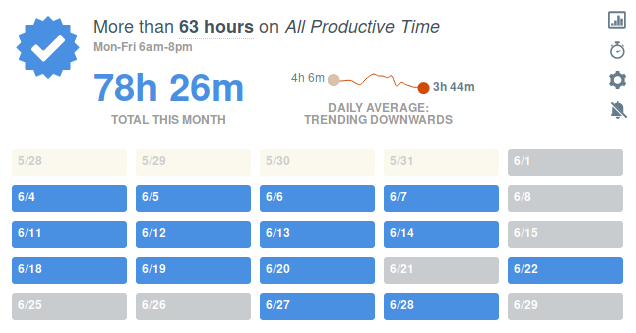 More than 63 hours on All Productive Time
Mon-Fri 6am-8pm
78h 26m
TOTAL THIS MONTH
4h 6m 3h 44m
DAILY AVERAGE:
TRENDING DOWNWARDS
5/28 5/29 5/30 5/31 6/1
6/4 6/5 6/6 6/7 6/8
6/11 6/12 6/13 6/14 6/15
6/18 6/19 6/20 6/21 6/22
6/25 6/26 6/27 6/28 6/29